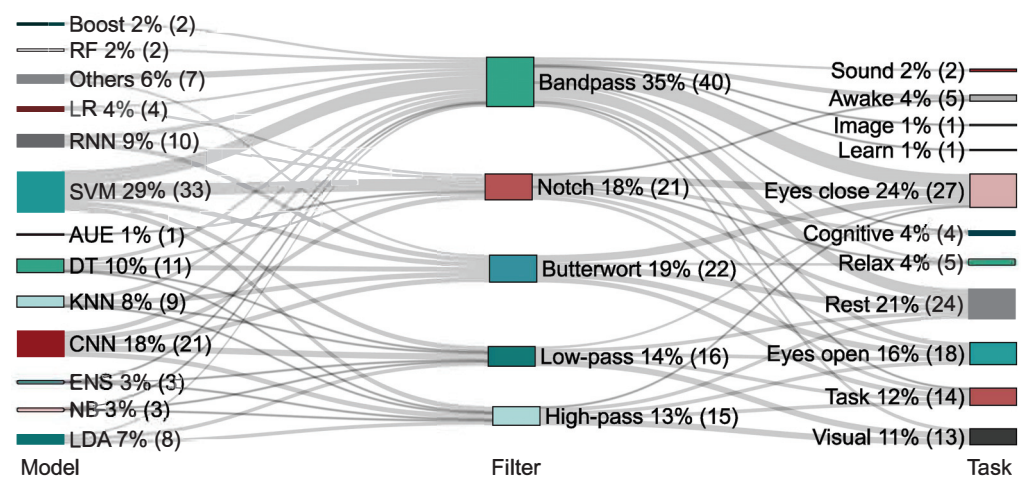 Boost 2% (2)
RF 2% (2)
Others 6% (7)
LR 4% (4)
RNN 9% (10)
SVM 29% (33)
AUE 1% (1)
DT 10% (11)
KNN 8% (9)
CNN 18% (21)
ENS 3% (3)
NB 3% (3)
LDA 7% (8)
Model
Bandpass 35% (40)
Notch 18% (21)
Butterwort 19% (22)
Low-pass 14% (16)
High-pass 13% (15)
Filter
Sound 2% (2)
Awake 4% (5)
Image 1% (1)
Learn 1% (1)
Eyes close 24% (27)
Cognitive 4% (4)
Relax 4% (5)
Rest 21% (24)
Eyes open 16% (18)
Task 12% (14)
Visual 11% (13)
Task